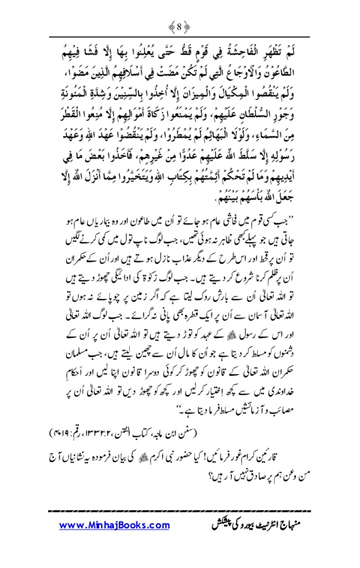 ﴿ 8 ﴾
لَمْ تَظْهَرِ الْفَاحِشَةُ فِي قَوْمٍ قَطُّ حَتَّى يُعْلِنُوا بِهَا إِلَّا فَشَا فِيهِمُ
الطَّاعُونُ وَالْأَوْجَاعُ الَّتِي لَمْ تَكُنْ مَضَتْ فِي أَسْلَافِهِمُ الَّذِينَ مَضَوْا،
وَلَمْ يَنْقُصُوا الْمِكْيَالَ وَالْمِيزَانَ إِلَّا أُخِذُوا بِالسِّنِينَ وَشِدَّةِ الْمَئُونَةِ
وَجَوْرِ السُّلْطَانِ عَلَيْهِمْ، وَلَمْ يَمْنَعُوا زَكَاةَ أَمْوَالِهِمْ إِلَّا مُنِعُوا الْقَطْرَ
مِنَ السَّمَاءِ، وَلَوْلَا الْبَهَائِمُ لَمْ يُمْطَرُوا، وَلَمْ يَنْقُضُوْا عَهْدَ اللهِ وَعَهْدَ
رَسُوْلِهِ إِلَّا سَلَّطَ اللهُ عَلَيْهِمْ عَدُوًّا مِنْ غَيْرِهِمْ، فَأَخَذُوا بَعْضَ مَا فِي
أَيْدِيهِمْ وَمَا لَمْ تَحْكُمْ أَئِمَّتُهُمْ بِكِتَابِ اللهِ وَيَتَخَيَّرُوا مِمَّا أَنْزَلَ اللهُ إِلَّا
جَعَلَ اللهُ بَأْسَهُمْ بَيْنَهُمْ.
”جب کسی قوم میں فحاشی عام ہو جائے تو اُن میں طاعون اور وہ بیماریاں عام ہو
جاتی ہیں جو پہلے کبھی ظاہر نہ ہوئی تھیں، جب لوگ ناپ تول میں کمی کرنے لگیں
تو اُن پر قحط اور اس طرح کے دیگر عذاب نازل ہوتے ہیں اور اُن کے حکمران
اُن پر ظلم کرنا شروع کر دیتے ہیں۔ جب لوگ زکوٰۃ کی ادائیگی چھوڑ دیتے ہیں
تو اللہ تعالیٰ اُن سے بارش روک لیتا ہے کہ اگر زمین پر چوپائے نہ ہوں تو
اللہ تعالیٰ آسمان سے اُن پر ایک قطرہ بھی پانی نہ گرائے۔ جب لوگ اللہ تعالیٰ
اور اس کے رسول ﷺ کے عہد کو توڑ دیتے ہیں تو اللہ تعالیٰ اُن پر اُن کے
دشمنوں کو مسلط کر دیتا ہے جو اُن کا مال اُن سے چھین لیتے ہیں، جب مسلمان
حکمران اللہ تعالیٰ کے قانون کو چھوڑ کر کوئی دوسرا قانون اپنا لیں اور احکامِ
خداوندی میں سے کچھ اختیار کر لیں اور کچھ کو چھوڑ دیں تو اللہ تعالیٰ اُن پر
مصائب و آزمائشیں مسلط فرما دیتا ہے۔“
(سنن ابن ماجہ، کتاب الفتن، ۲: ۱۳۳۲، رقم: ۴۰۱۹)
قارئین کرام غور فرمائیں! کیا حضور نبی اکرم ﷺ کی بیان فرمودہ یہ نشانیاں آج
من وعن ہم پر صادق نہیں آ رہیں؟
منہاج انٹرنیٹ بیورو کی پیشکش
www.MinhajBooks.com